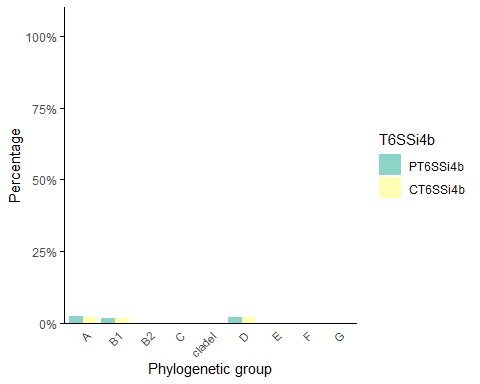 100%
75%
50%
25%
0%
Percentage
A
B1
B2
C
cladeI
D
E
F
G
Phylogenetic group
T6SSi4b
PT6SSi4b
CT6SSi4b